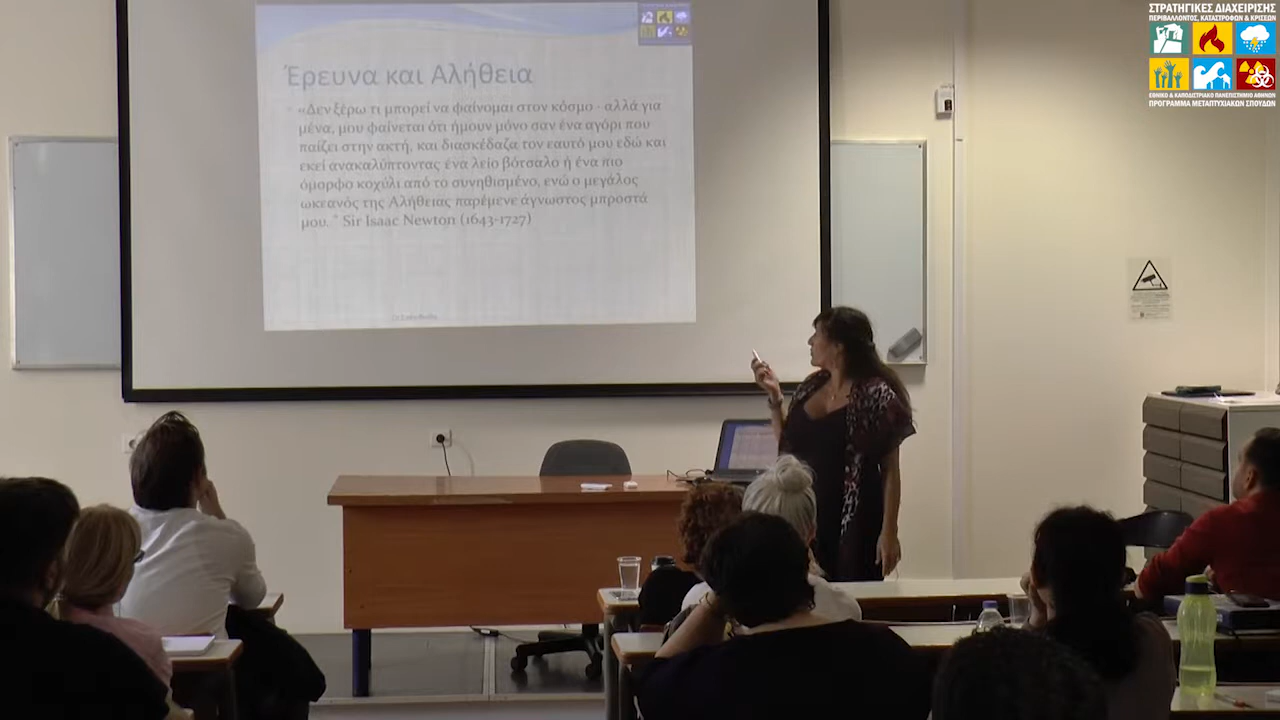 ΣΤΡΑΤΗΓΙΚΕΣ ΔΙΑΧΕΙΡΙΣΗΣ
ΠΕΡΙΒΑΛΛΟΝΤΟΣ, ΚΑΤΑΣΤΡΟΦΩΝ & ΚΡΙΣΕΩΝ
ΕΘΝΙΚΟ & ΚΑΠΟΔΙΣΤΡΙΑΚΟ ΠΑΝΕΠΙΣΤΗΜΙΟ ΑΘΗΝΩΝ
ΠΡΟΓΡΑΜΜΑ ΜΕΤΑΠΤΥΧΙΑΚΩΝ ΣΠΟΥΔΩΝ
Έρευνα και Αλήθεια
«Δεν ξέρω τι μπορεί να φαίνομαι στον κόσμο - αλλά για
μένα, μου φαίνεται ότι ήμουν μόνο σαν ένα αγόρι που
παίζει στην ακτή, και διασκέδαζα τον εαυτό μου εδώ και
εκεί ανακαλύπτοντας ένα λείο βότσαλο ή ένα πιο
όμορφο κοχύλι από το συνηθισμένο, ενώ ο μεγάλος
ωκεανός της Αλήθειας παρέμενε άγνωστος μπροστά
μου. " Sir Isaac Newton (1643-1727)